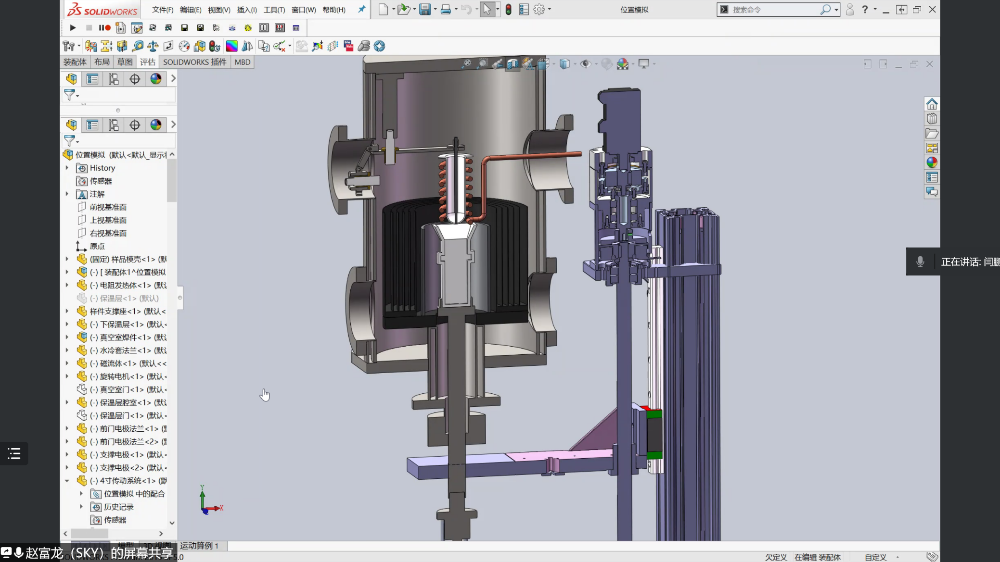 SOLIDWORKS
文件(F) 编辑(E) 视图(V) 插入(I) 工具(T) 窗口(W) 帮助(H)
位置模拟
搜索命令
装配体 布局 草图 评估 SOLIDWORKS 插件 MBD
位置模拟 (默认<默认_显示状
History
传感器
注解
前视基准面
上视基准面
右视基准面
原点
(固定) 样品模壳<1> (默
(-) [ 装配体1^位置模拟
(-) 电阻发热体<1> (默认
(-) 保温层<1> (默认)
样件支撑座<1> (默认<
(-) 下保温层<1> (默认<
(-) 真空室焊件<1> (默认
(-) 水冷套法兰<1> (默认
(-) 磁流体<1> (默认<<
(-) 旋转电机<1> (默认<
(-) 真空室门<1> (默认<
(-) 保温层腔室<1> (默认
(-) 保温层门<1> (默认<
(-) 前门电极法兰<1> (默
(-) 前门电极法兰<2> (默
(-) 支撑电极<1> (默认<
(-) 支撑电极<2> (默认<
(-) 4寸传动系统<1> (默
位置模拟 中的配合
历史记录
传感器
Y
X
正在讲话: 闫鹏
模型 3D 视图 运动算例 1
赵富龙（SKY）的屏幕共享
欠定义 在编辑 装配体 自定义